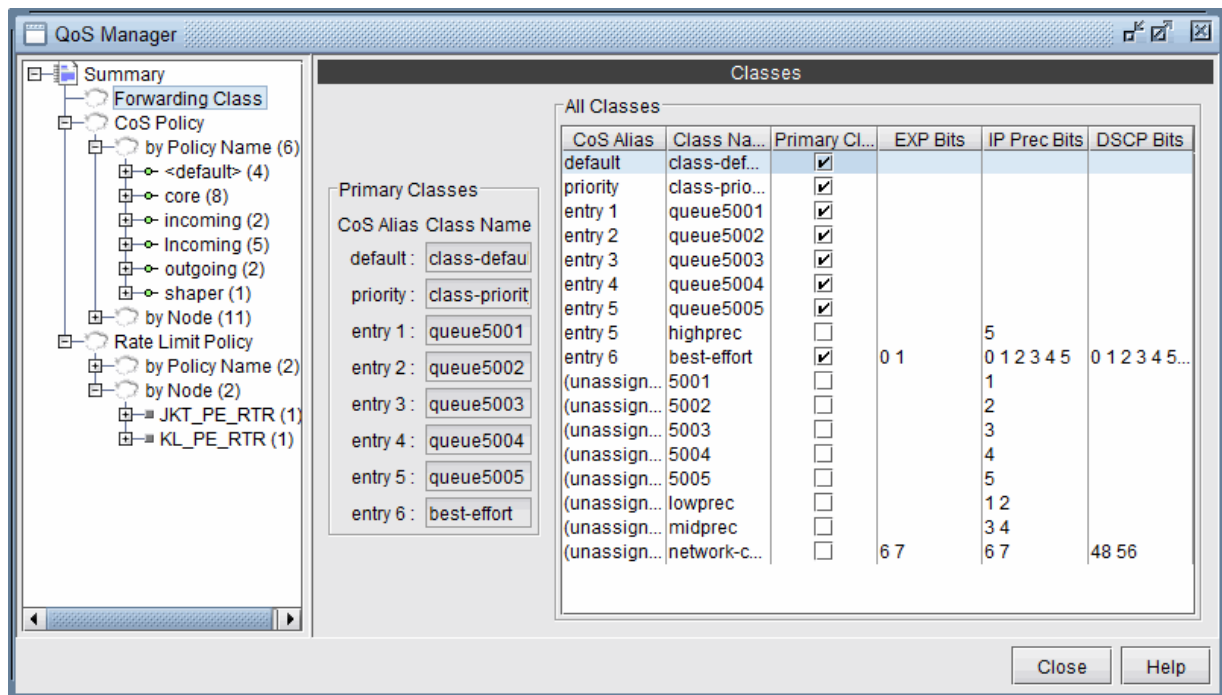 QoS Manager
Summary
Forwarding Class
CoS Policy
by Policy Name (6)
<default> (4)
core (8)
incoming (2)
Incoming (5)
outgoing (2)
shaper (1)
by Node (11)
Rate Limit Policy
by Policy Name (2)
by Node (2)
JKT_PE_RTR (1)
KL_PE_RTR (1)
Classes
Primary Classes
CoS Alias Class Name
default : class-defau
priority : class-priorit
entry 1 : queue5001
entry 2 : queue5002
entry 3 : queue5003
entry 4 : queue5004
entry 5 : queue5005
entry 6 : best-effort
All Classes
CoS Alias Class Na... Primary Cl... EXP Bits IP Prec Bits DSCP Bits
default class-def...
priority class-prio...
entry 1 queue5001
entry 2 queue5002
entry 3 queue5003
entry 4 queue5004
entry 5 queue5005
entry 5 highprec 5
entry 6 best-effort 0 1 0 1 2 3 4 5 0 1 2 3 4 5...
(unassign... 5001 1
(unassign... 5002 2
(unassign... 5003 3
(unassign... 5004 4
(unassign... 5005 5
(unassign... lowprec 1 2
(unassign... midprec 3 4
(unassign... network-c... 6 7 6 7 48 56
Close Help